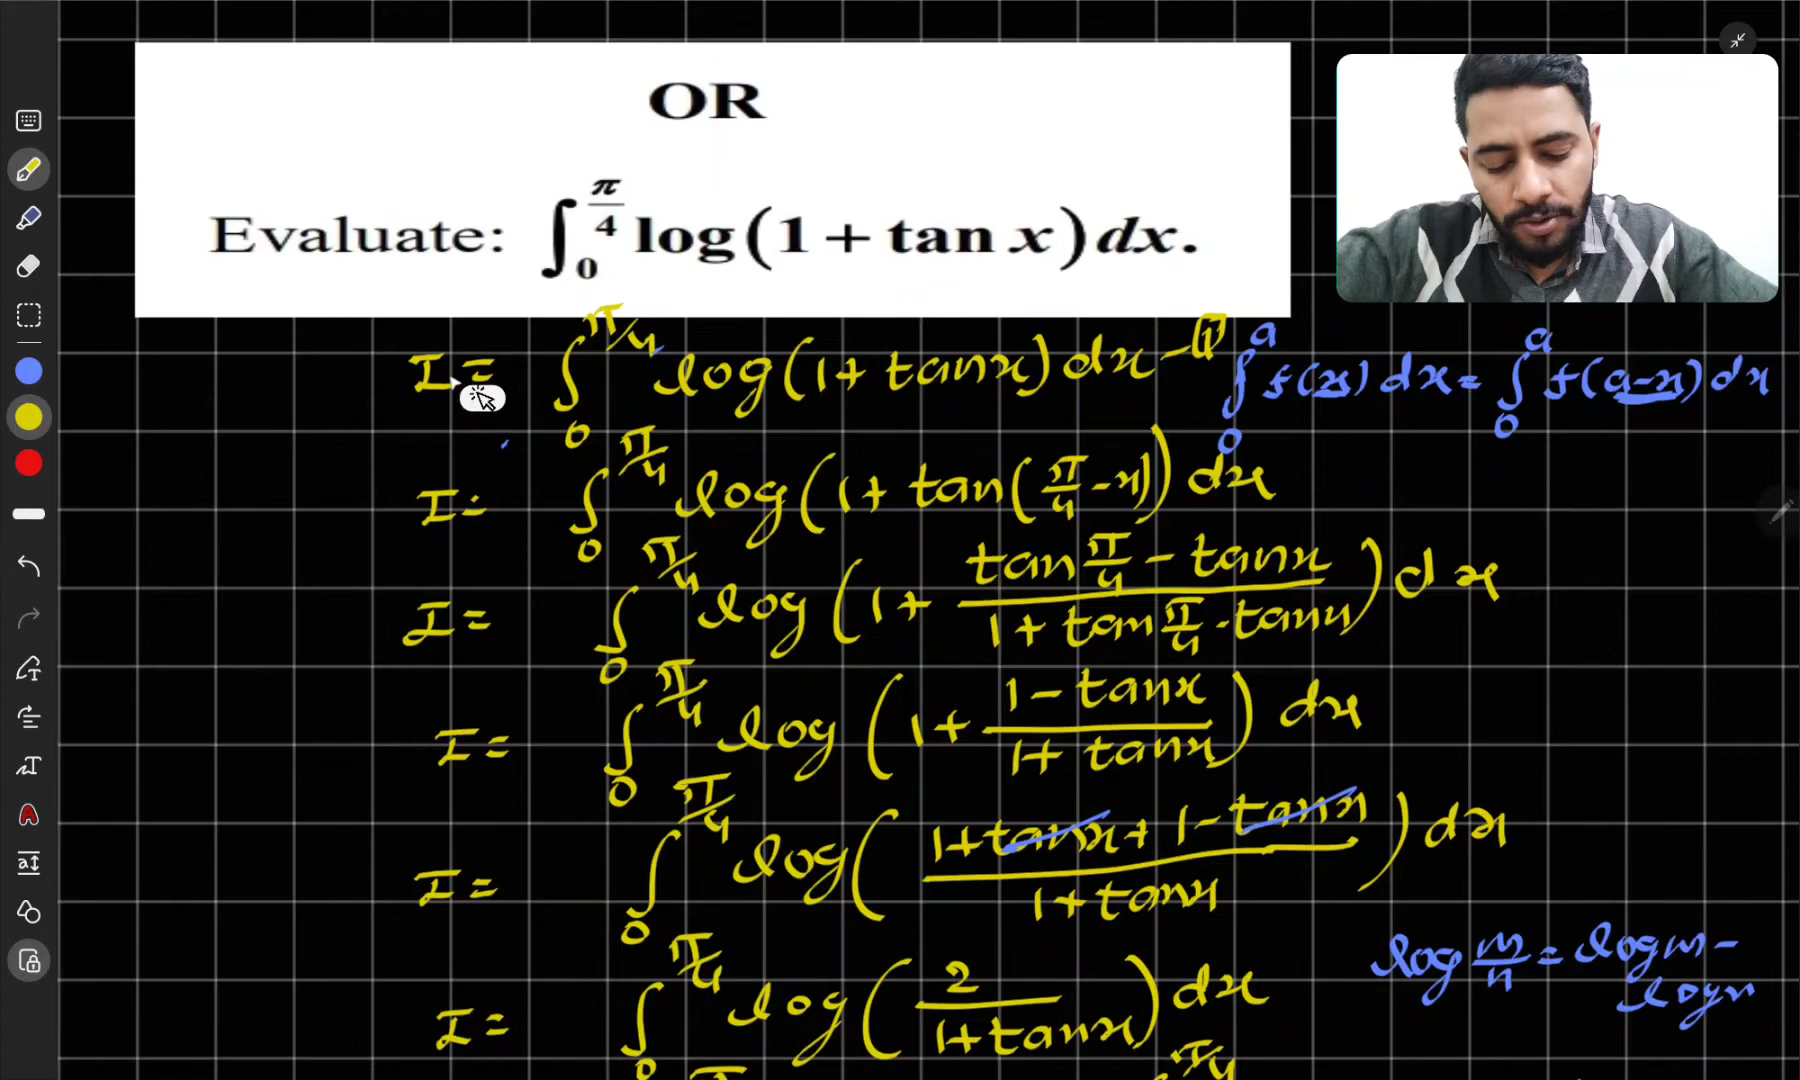 OR
Evaluate: ∫₀^{π/4} log(1 + tan x) dx.
I = ∫₀^{π/4} log(1 + tanx) dx - ①
∫₀^a f(x) dx = ∫₀^a f(a-x) dx
I = ∫₀^{π/4} log(1 + tan(π/4 - x)) dx
I = ∫₀^{π/4} log(1 + (tan π/4 - tanx)/(1 + tan π/4 · tanx)) dx
I = ∫₀^{π/4} log(1 + (1 - tanx)/(1 + tanx)) dx
I = ∫₀^{π/4} log((1 + tanx + 1 - tanx)/(1 + tanx)) dx
log m/n = logm - logn
I = ∫₀^{π/4} log(2/(1 + tanx)) dx
π/4